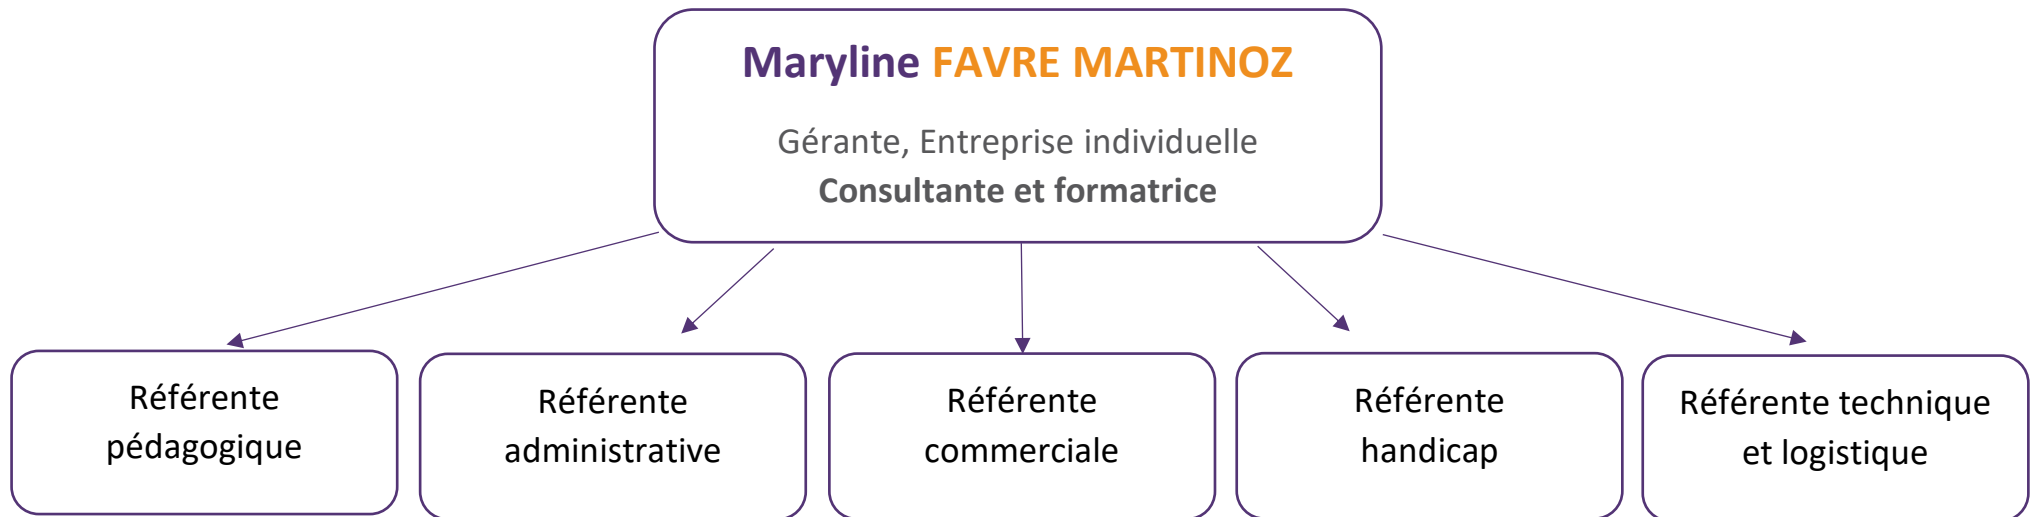 Maryline FAVRE MARTINOZ
Gérante, Entreprise individuelle
Consultante et formatrice
Référente
pédagogique
Référente
administrative
Référente
commerciale
Référente
handicap
Référente technique
et logistique